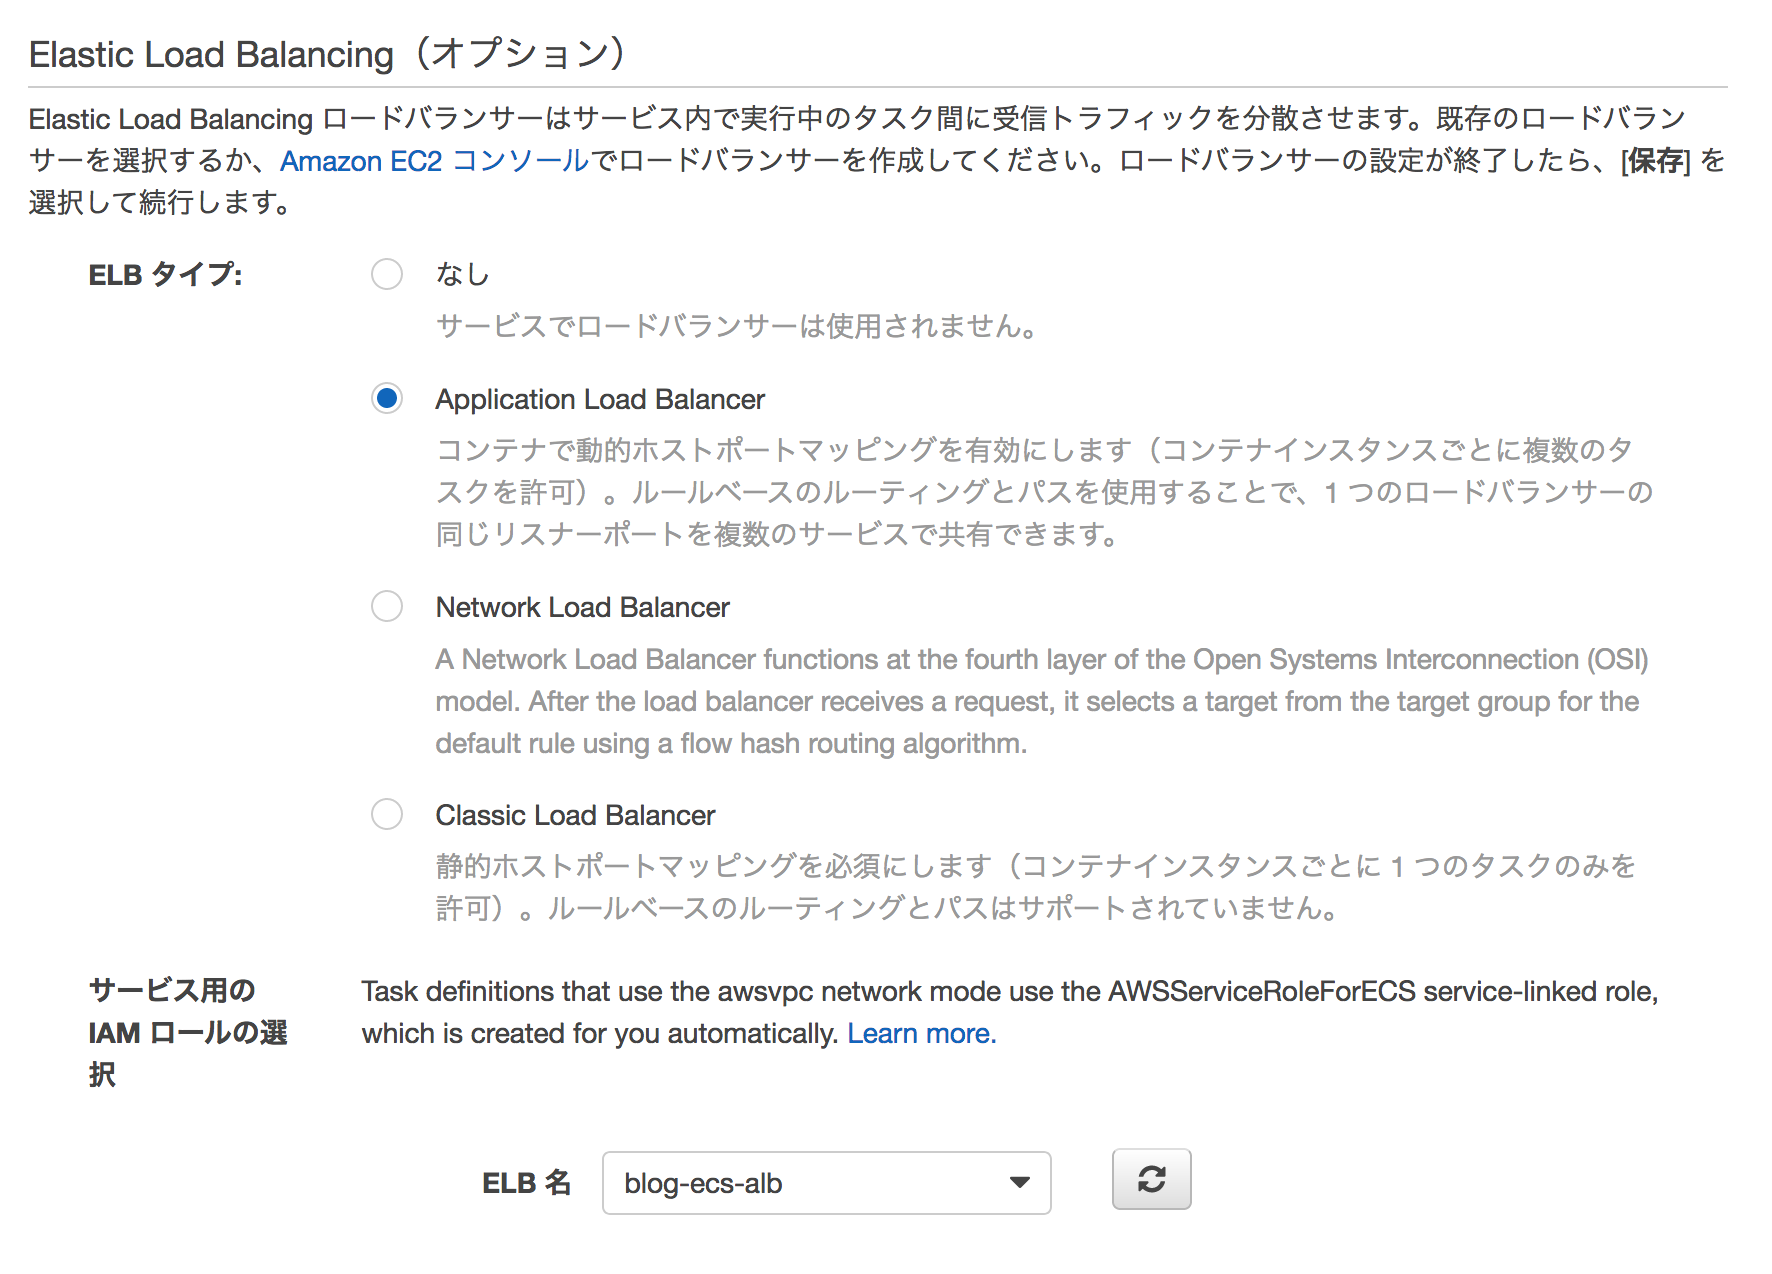 Elastic Load Balancing（オプション）
Elastic Load Balancing ロードバランサーはサービス内で実行中のタスク間に受信トラフィックを分散させます。既存のロードバラン
サーを選択するか、Amazon EC2 コンソールでロードバランサーを作成してください。ロードバランサーの設定が終了したら、[保存] を
選択して続行します。
ELB タイプ:
なし
サービスでロードバランサーは使用されません。
Application Load Balancer
コンテナで動的ホストポートマッピングを有効にします（コンテナインスタンスごとに複数のタ
スクを許可）。ルールベースのルーティングとパスを使用することで、1 つのロードバランサーの
同じリスナーポートを複数のサービスで共有できます。
Network Load Balancer
A Network Load Balancer functions at the fourth layer of the Open Systems Interconnection (OSI)
model. After the load balancer receives a request, it selects a target from the target group for the
default rule using a flow hash routing algorithm.
Classic Load Balancer
静的ホストポートマッピングを必須にします（コンテナインスタンスごとに 1 つのタスクのみを
許可）。ルールベースのルーティングとパスはサポートされていません。
サービス用の
IAM ロールの選
択
Task definitions that use the awsvpc network mode use the AWSServiceRoleForECS service-linked role,
which is created for you automatically. Learn more.
ELB 名
blog-ecs-alb